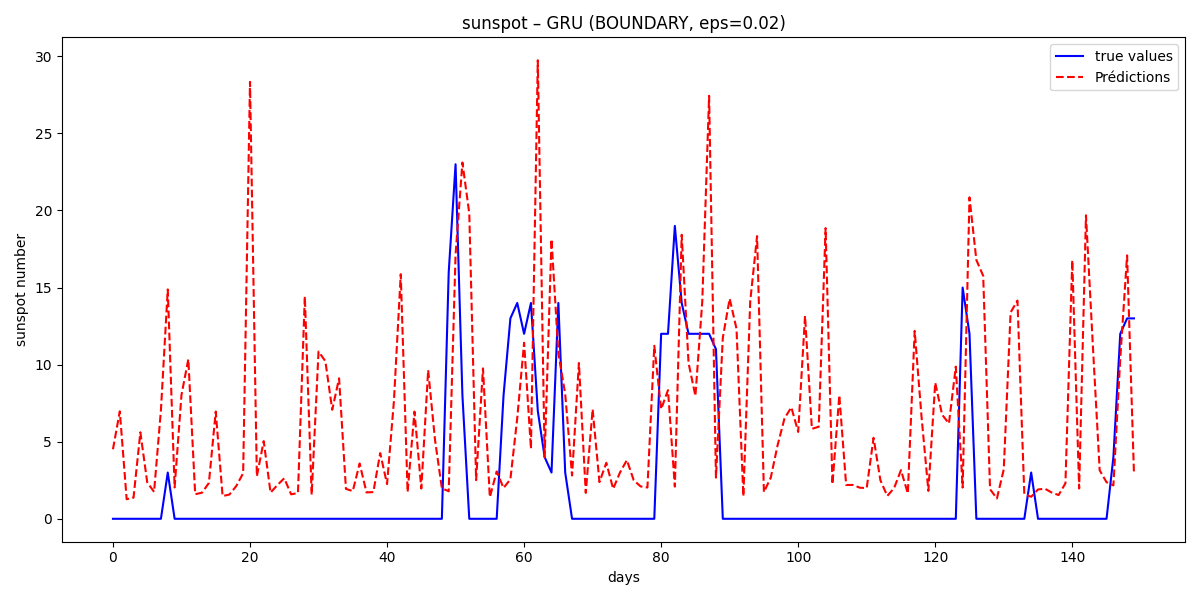 sunspot – GRU (BOUNDARY, eps=0.02)
true values
Prédictions
sunspot number
30
25
20
15
10
5
0
0 20 40 60 80 100 120 140
days